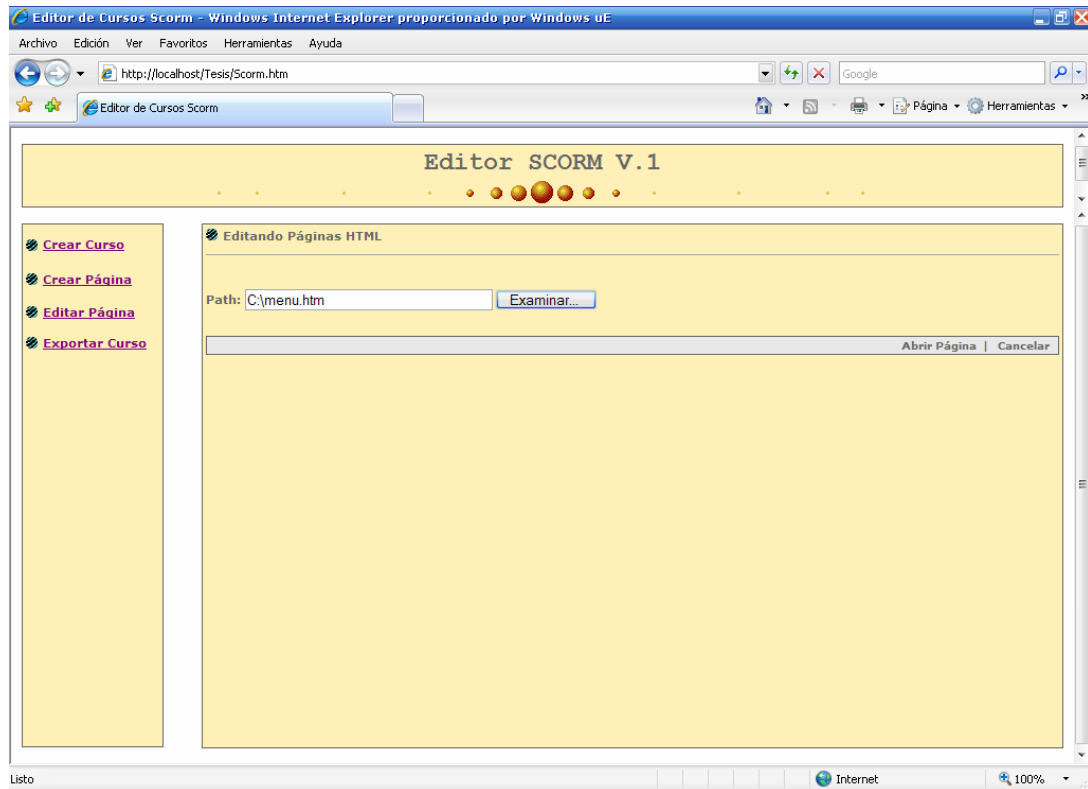 Editor de Cursos Scorm - Windows Internet Explorer proporcionado por Windows uE
Archivo Edición Ver Favoritos Herramientas Ayuda
http://localhost/Tesis/Scorm.htm
Google
Editor de Cursos Scorm
Página
Herramientas
Editor SCORM V.1
Crear Curso
Crear Página
Editar Página
Exportar Curso
Editando Páginas HTML
Path: C:\menu.htm Examinar...
Abrir Página | Cancelar
Listo
Internet
100%